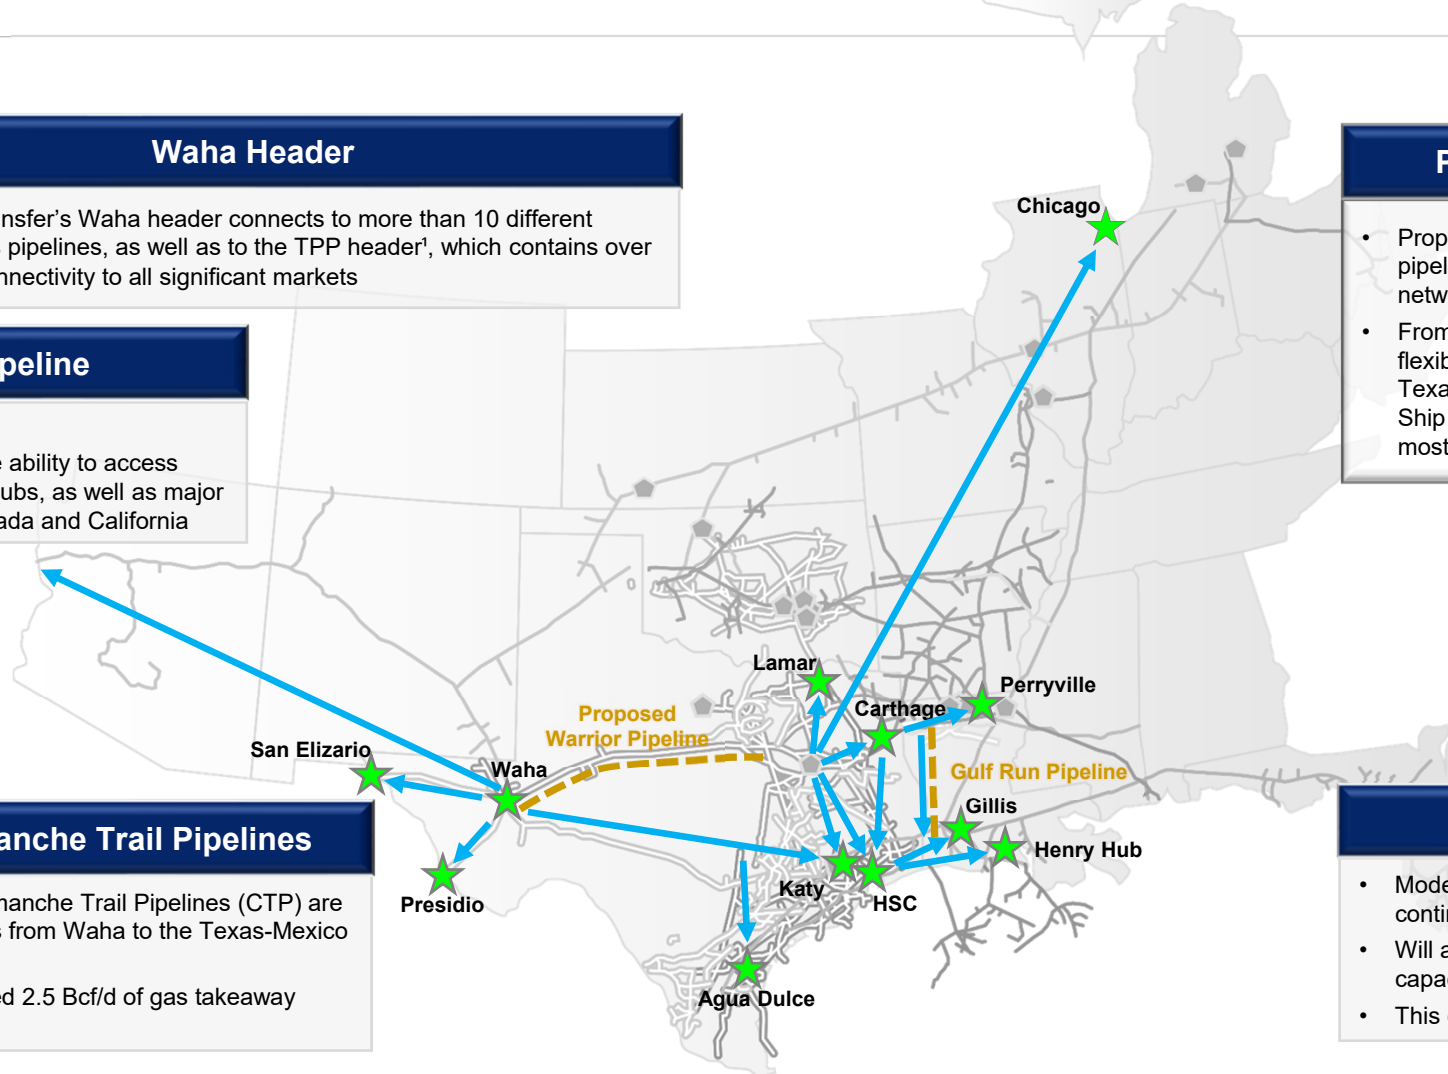 Waha Header
nsfer’s Waha header connects to more than 10 different
s pipelines, as well as to the TPP header¹, which contains over
nnectivity to all significant markets
peline
e ability to access
ubs, as well as major
ada and California
anche Trail Pipelines
manche Trail Pipelines (CTP) are
s from Waha to the Texas-Mexico
ed 2.5 Bcf/d of gas takeaway
Chicago
Lamar
Perryville
Carthage
Proposed
Warrior Pipeline
San Elizario
Waha
Gulf Run Pipeline
Gillis
Henry Hub
Katy
HSC
Presidio
Agua Dulce
P
• Prop
pipel
netw
• From
flexib
Texa
Ship
most
• Mode
contin
• Will a
capac
• This